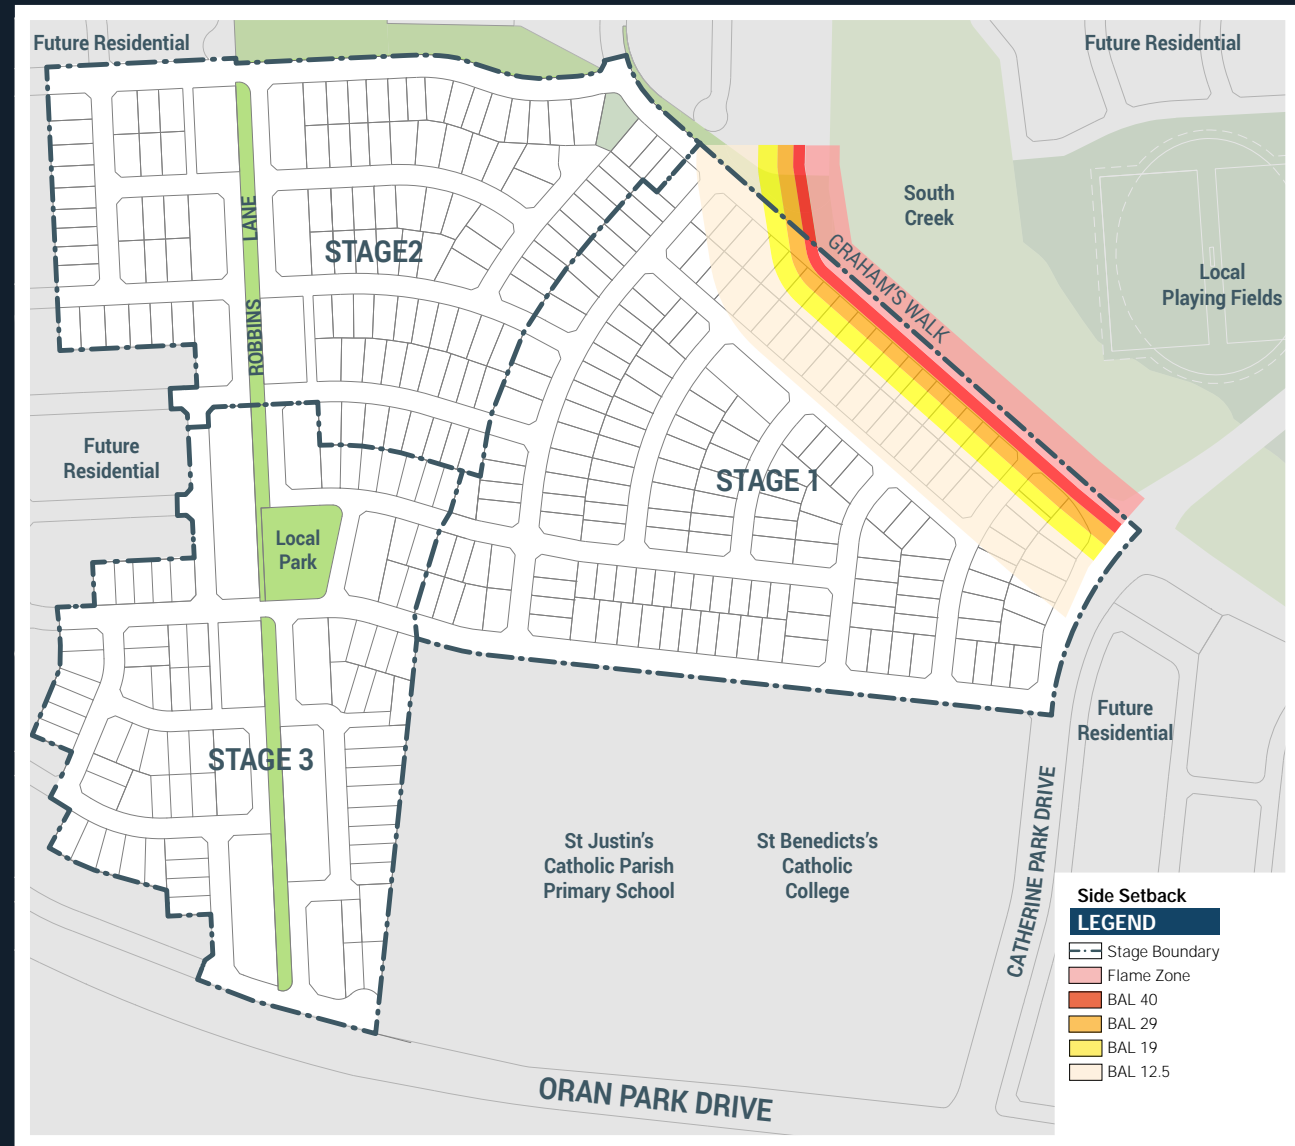 Future Residential
Future Residential
South
Creek
LANE
STAGE2
GRAHAM'S WALK
Local
Playing Fields
ROBBINS
Future
Residential
STAGE 1
Local
Park
Future
Residential
STAGE 3
St Justin's
Catholic Parish
Primary School
St Benedicts's
Catholic
College
CATHERINE PARK DRIVE
Side Setback
LEGEND
Stage Boundary
Flame Zone
BAL 40
BAL 29
BAL 19
BAL 12.5
ORAN PARK DRIVE